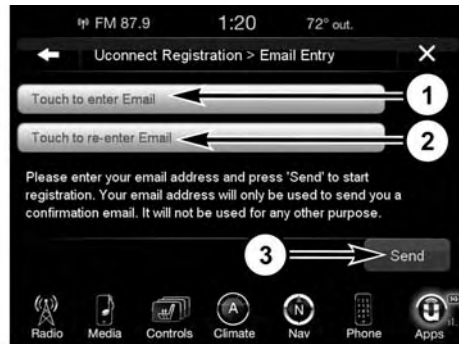 FM 87.9 1:20 72° out.
Uconnect Registration > Email Entry
Touch to enter Email
1
Touch to re-enter Email
2
Please enter your email address and press 'Send' to start
registration. Your email address will only be used to send you a
confirmation email. It will not be used for any other purpose.
3
Send
A N
Radio Media Controls Climate Nav Phone Apps